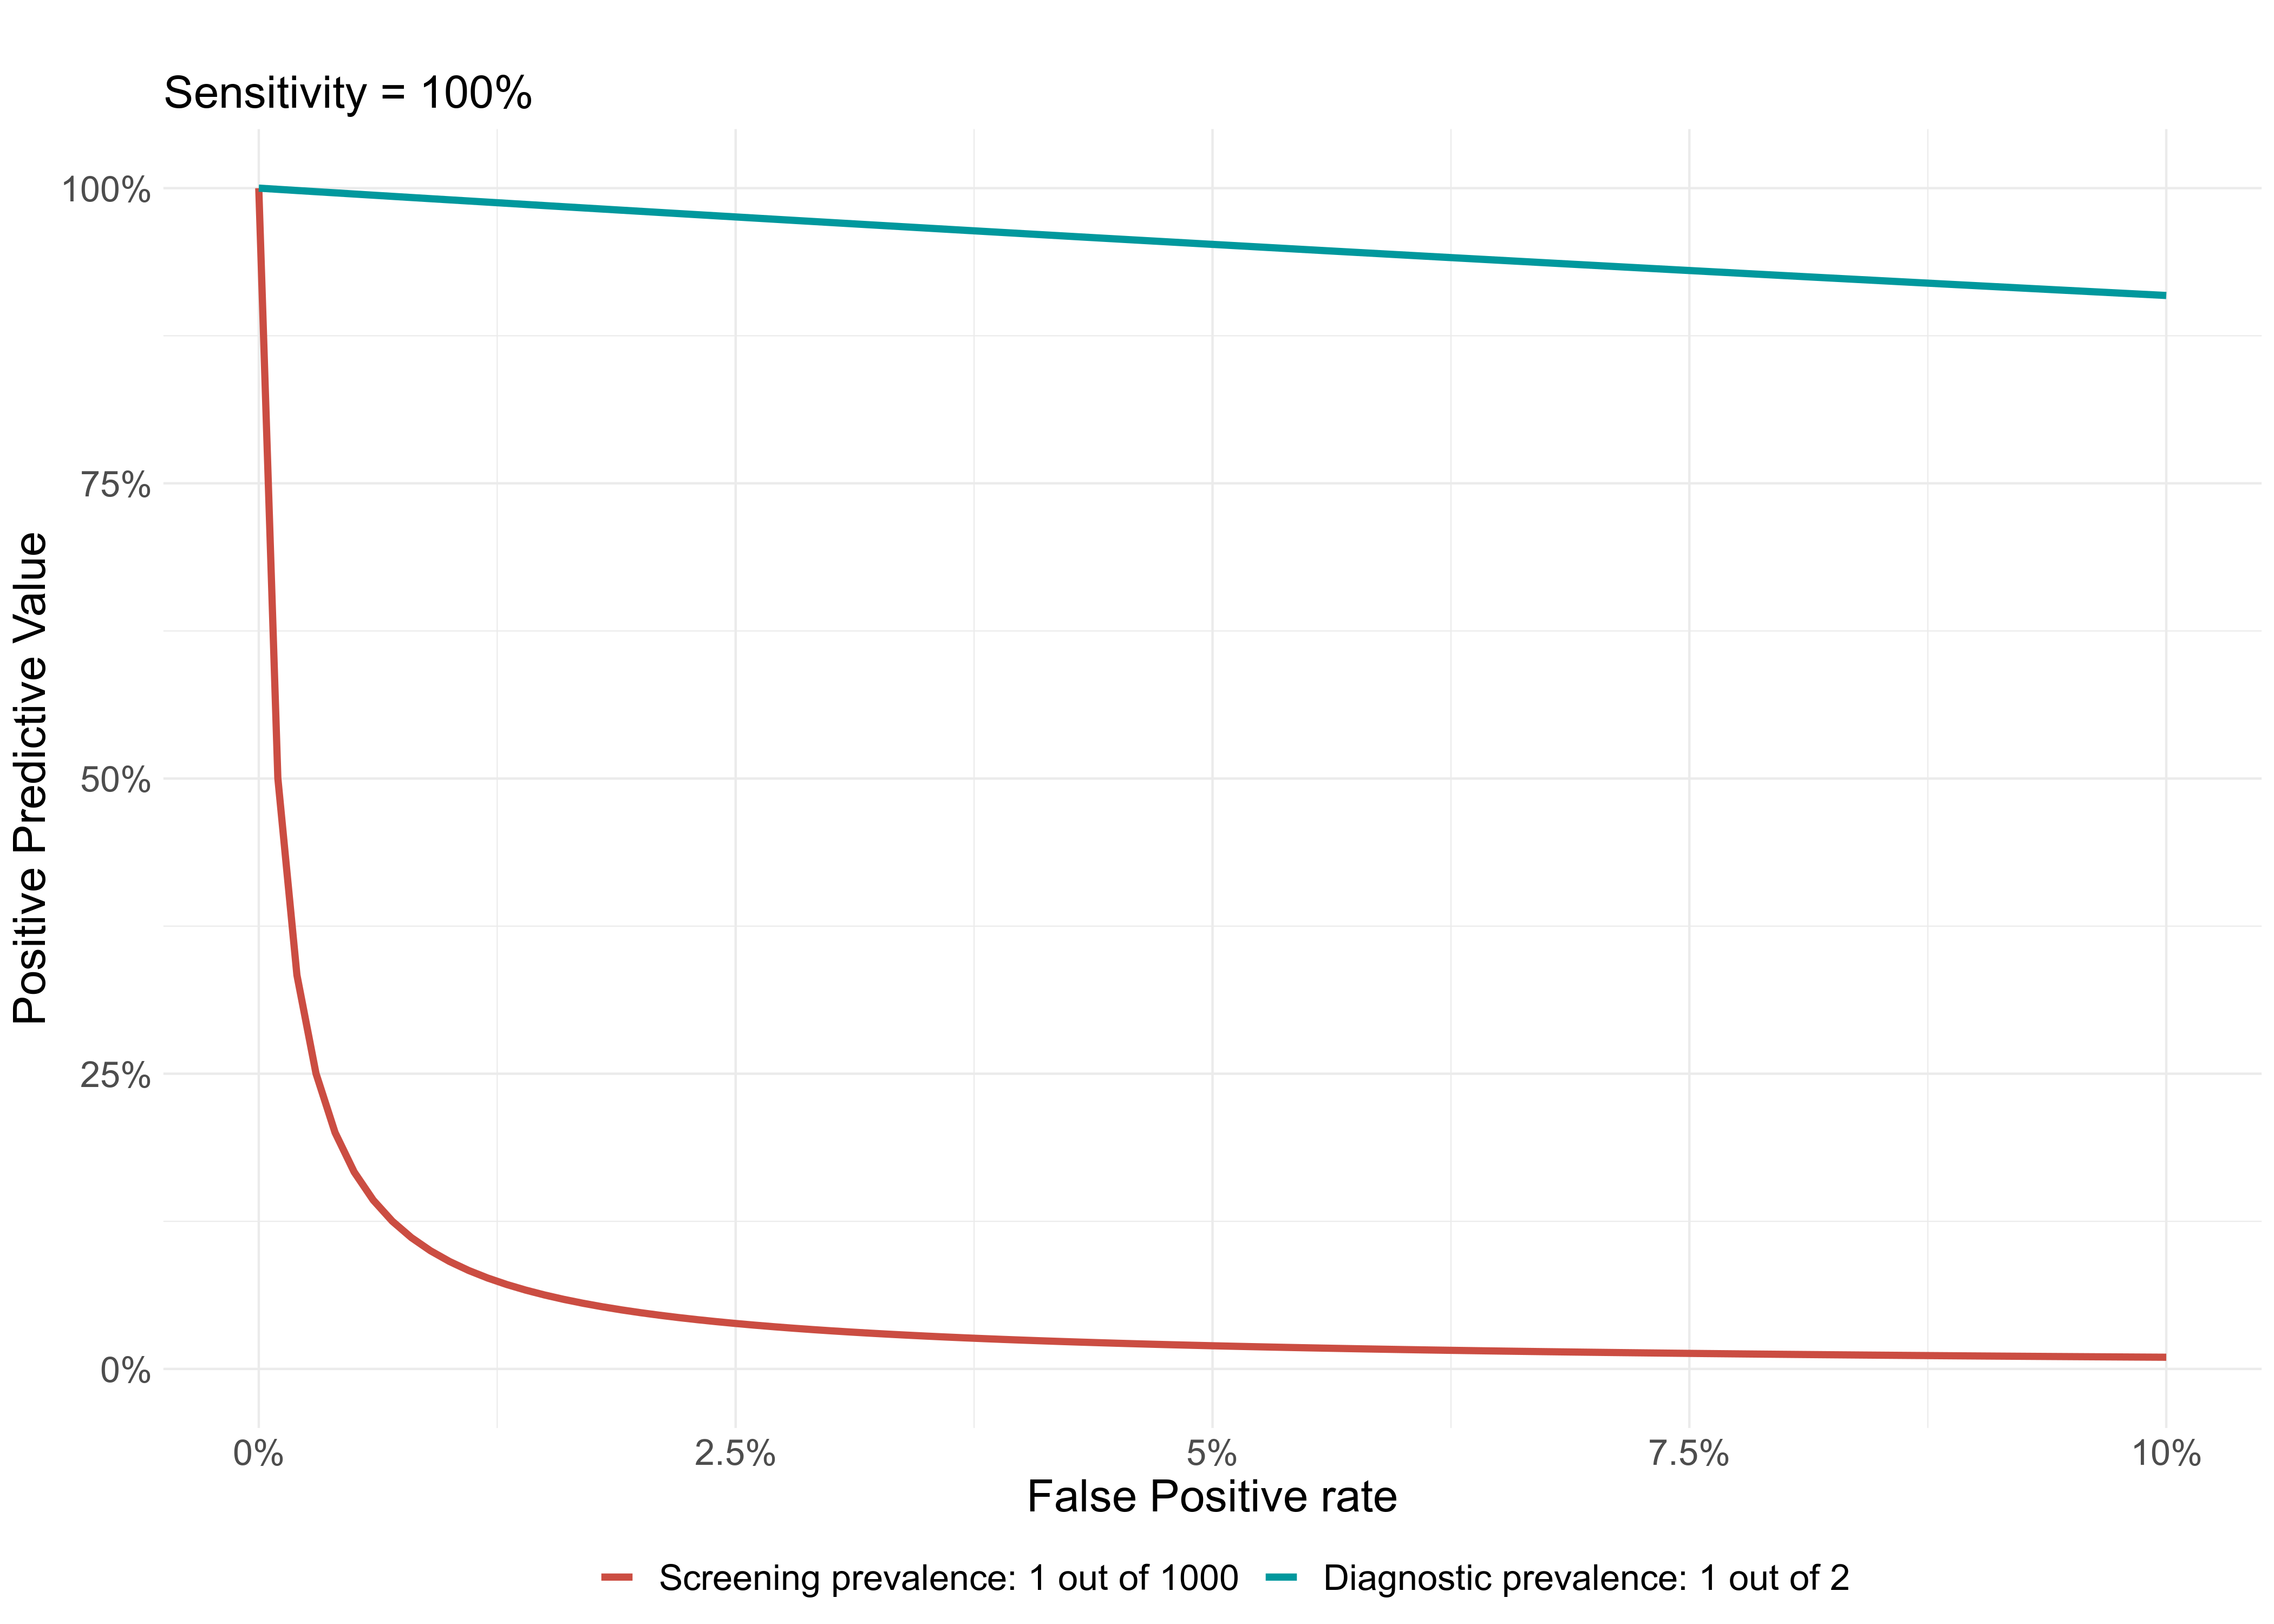 Sensitivity = 100%
100%
75%
50%
25%
0%
Positive Predictive Value
0% 2.5% 5% 7.5% 10%
False Positive rate
Screening prevalence: 1 out of 1000 Diagnostic prevalence: 1 out of 2